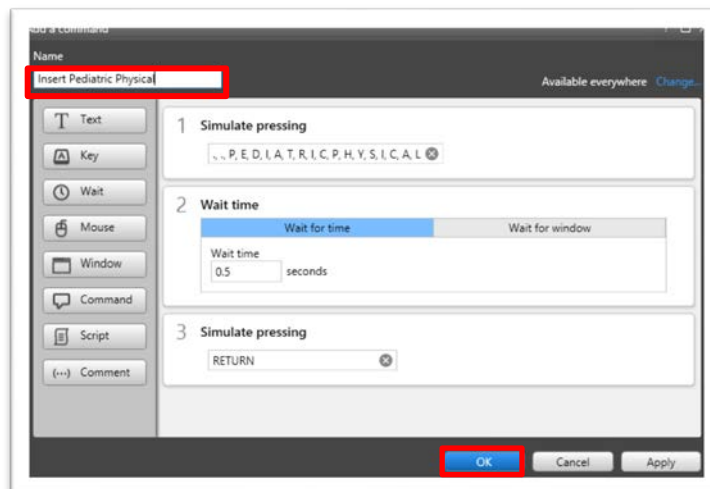 Add a command
Name
Insert Pediatric Physical
Available everywhere Change...
Text
Key
Wait
Mouse
Window
Command
Script
Comment
1 Simulate pressing
., ., P, E, D, I, A, T, R, I, C, P, H, Y, S, I, C, A, L
2 Wait time
Wait for time Wait for window
Wait time
0.5 seconds
3 Simulate pressing
RETURN
OK Cancel Apply